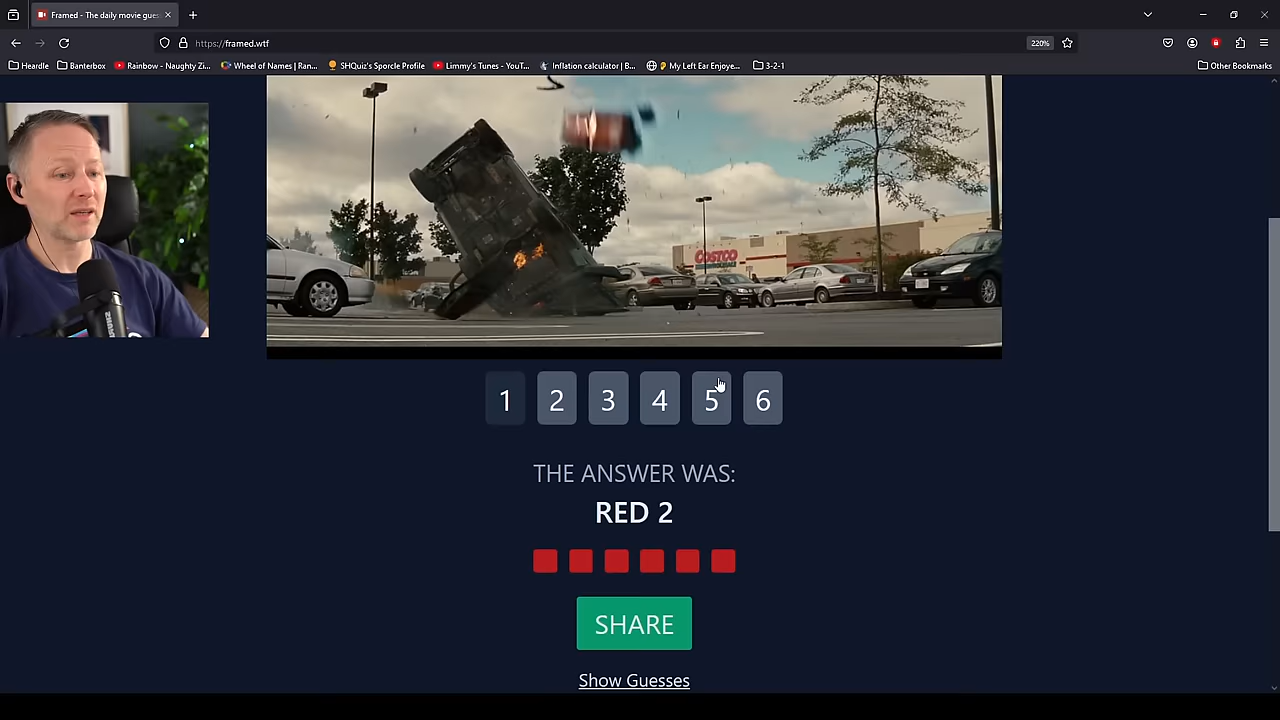 Framed - The daily movie gues
https://framed.wtf
220%
Heardle
Banterbox
Rainbow - Naughty Zi...
Wheel of Names | Ran...
SHQuiz's Sporcle Profile
Limmy's Tunes - YouT...
Inflation calculator | B...
My Left Ear Enjoye...
3-2-1
Other Bookmarks
COSTCO
1 2 3 4 5 6
THE ANSWER WAS:
RED 2
SHARE
Show Guesses